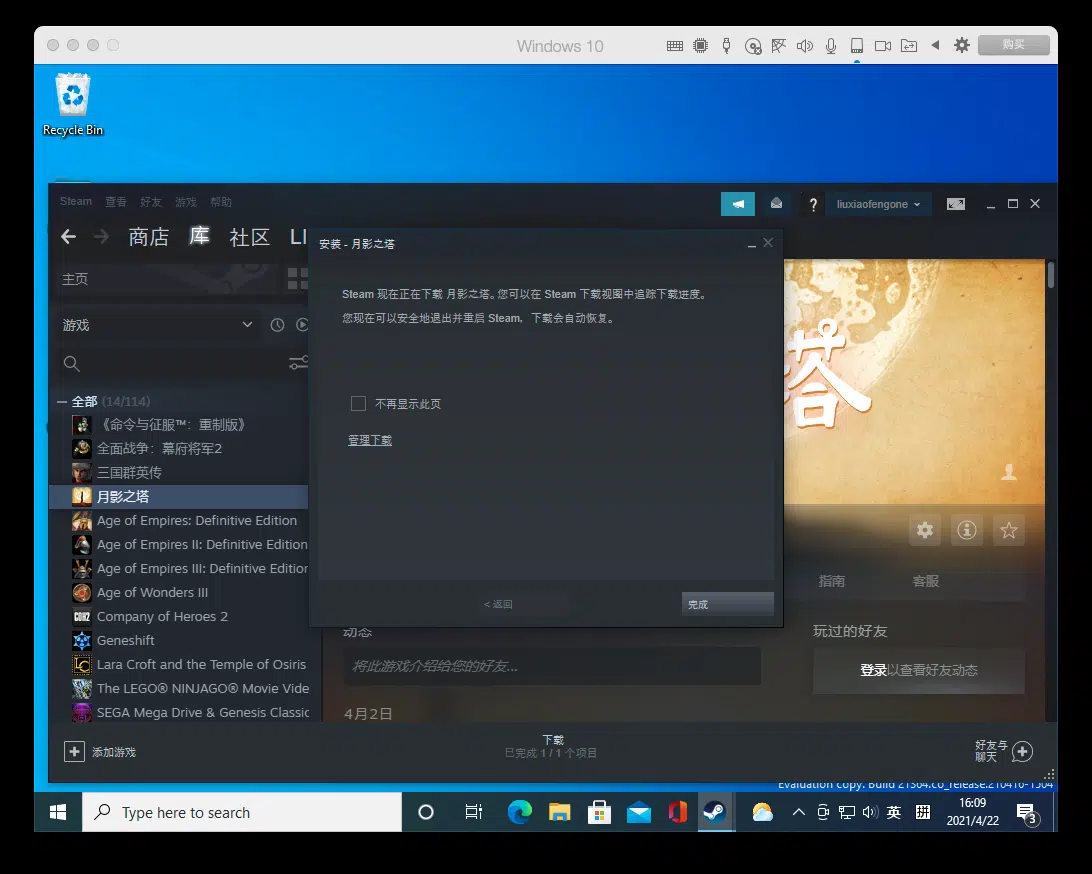 Windows 10
购买
Recycle Bin
Steam 查看 好友 游戏 帮助
liuxiaofengone
商店 库 社区 LI
主页
游戏
全部 (14/114)
《命令与征服™：重制版》
全面战争：幕府将军2
三国群英传
月影之塔
Age of Empires: Definitive Edition
Age of Empires II: Definitive Edition
Age of Empires III: Definitive Edition
Age of Wonders III
Company of Heroes 2
Geneshift
Lara Croft and the Temple of Osiris
The LEGO® NINJAGO® Movie Vide
SEGA Mega Drive & Genesis Classic
安装 - 月影之塔
Steam 现在正在下载 月影之塔。您可以在 Steam 下载视图中追踪下载进度。
您现在可以安全地退出并重启 Steam，下载会自动恢复。
不再显示此页
管理下载
< 返回
完成
塔
指南 客服
动态
将此游戏介绍给您的好友...
4月2日
玩过的好友
登录以查看好友动态
添加游戏
下载
已完成 1 / 1 个项目
好友与
聊天
Evaluation copy. Build 21364.co_release.210416-1504
Type here to search
英 拼
16:09
2021/4/22
3